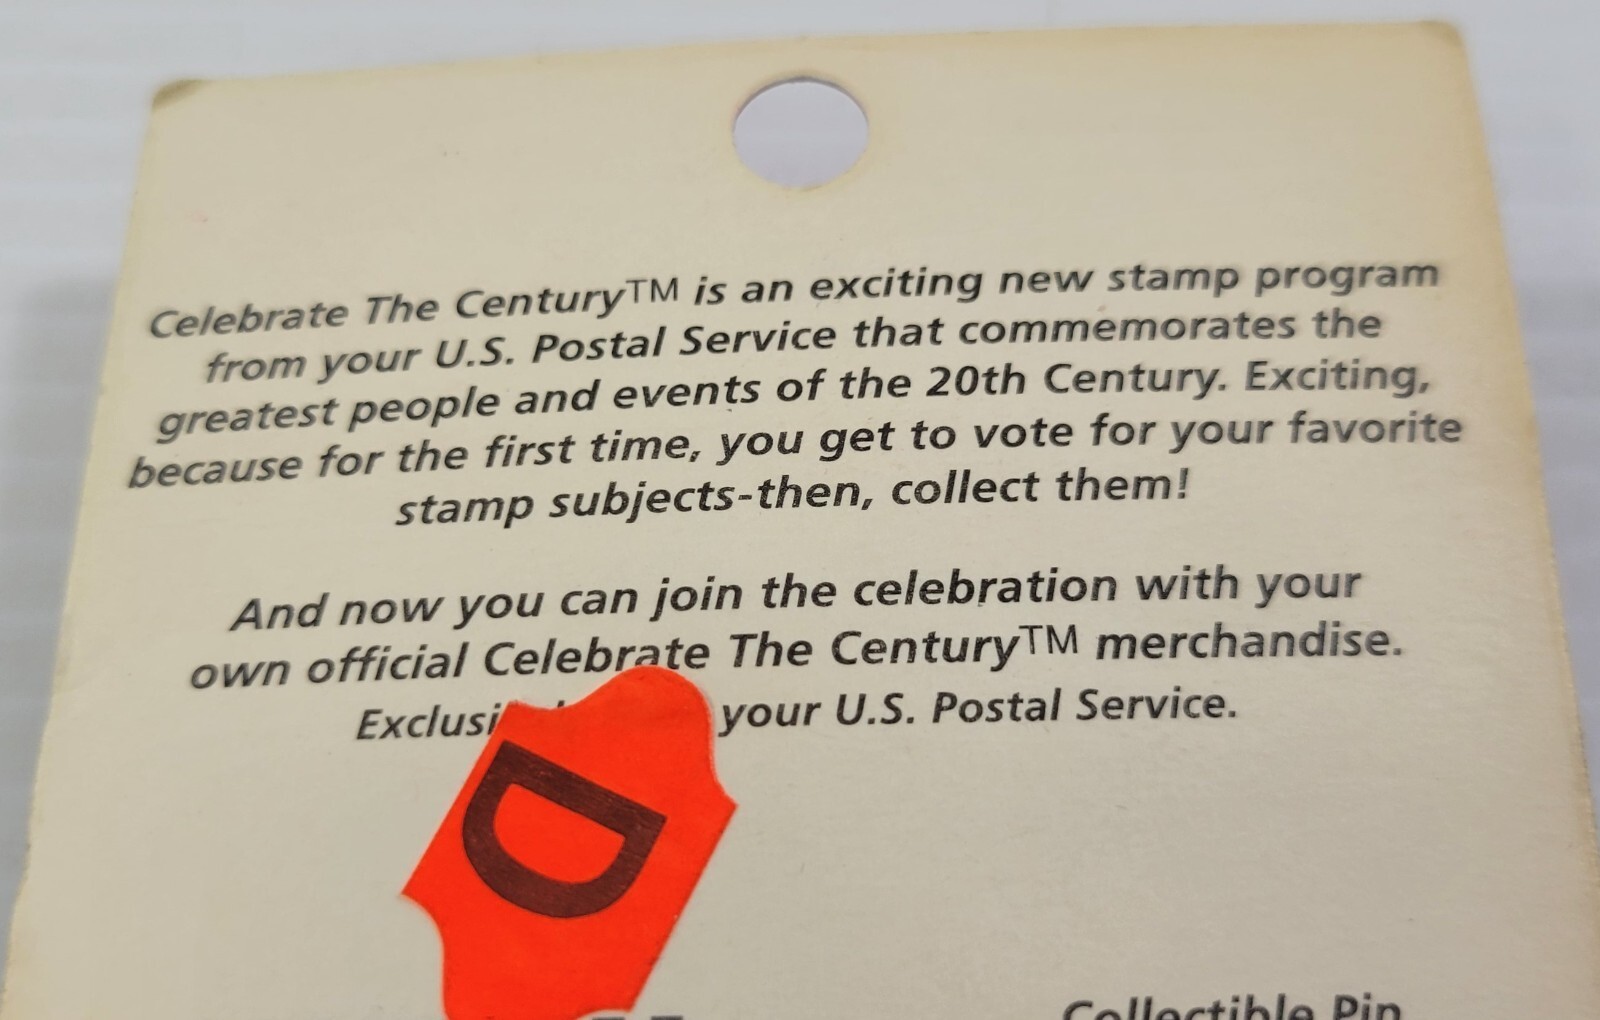 Celebrate The Century™ is an exciting new stamp program
from your U.S. Postal Service that commemorates the
greatest people and events of the 20th Century. Exciting,
because for the first time, you get to vote for your favorite
stamp subjects-then, collect them!
And now you can join the celebration with your
own official Celebrate The Century™ merchandise.
your U.S. Postal Service.
D
Collectible Pin